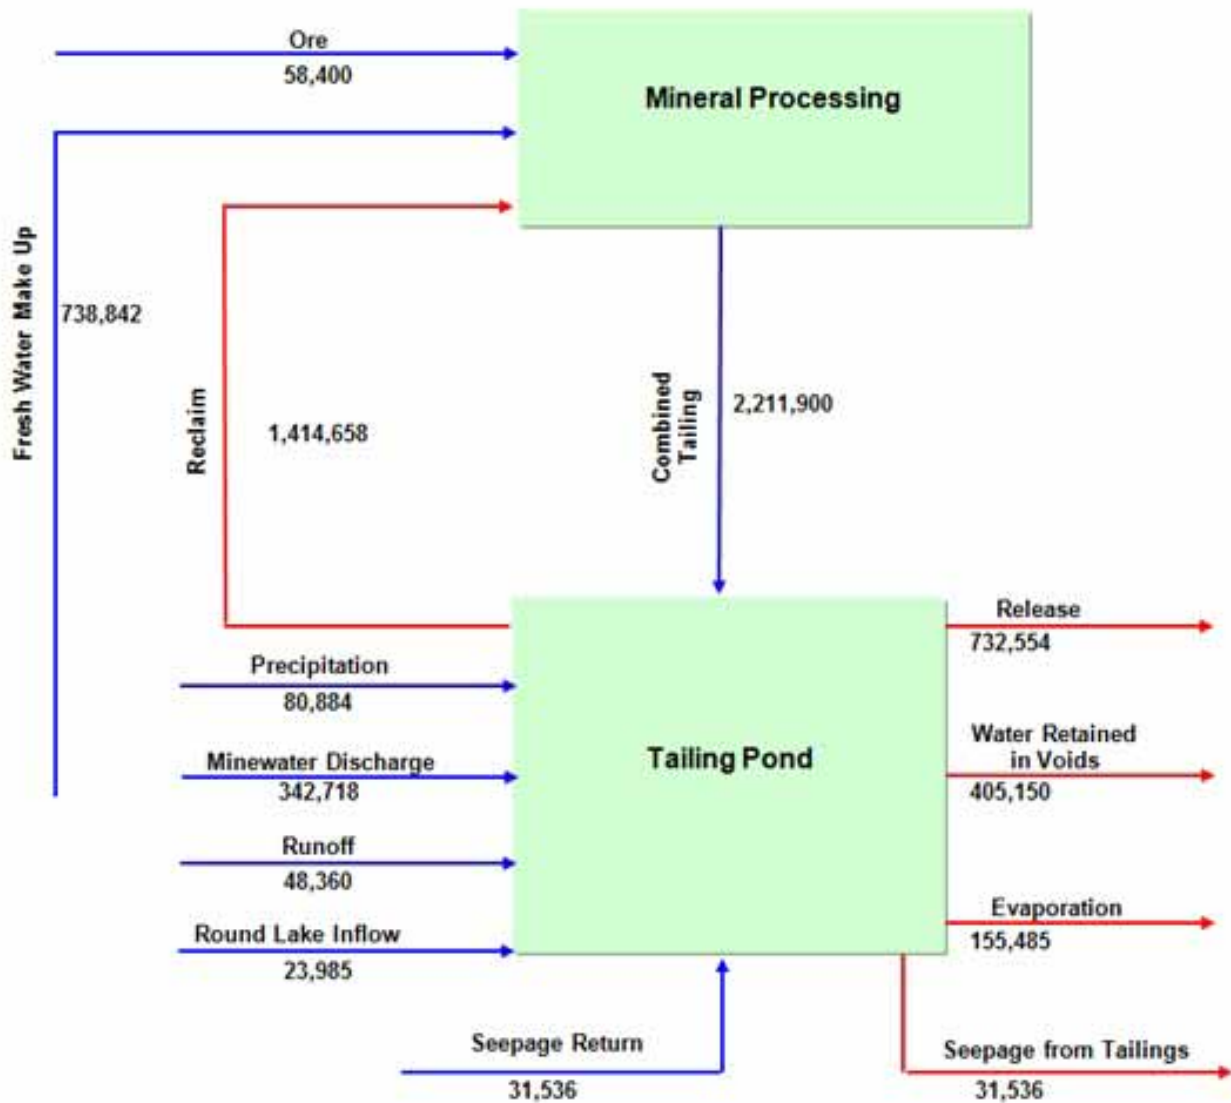 Ore
58,400
Mineral Processing
Fresh Water Make Up
738,842
Reclaim
1,414,658
Combined
Tailing
2,211,900
Release
732,554
Precipitation
80,884
Water Retained
in Voids
405,150
Tailing Pond
Minewater Discharge
342,718
Runoff
48,360
Evaporation
155,485
Round Lake Inflow
23,985
Seepage Return
31,536
Seepage from Tailings
31,536